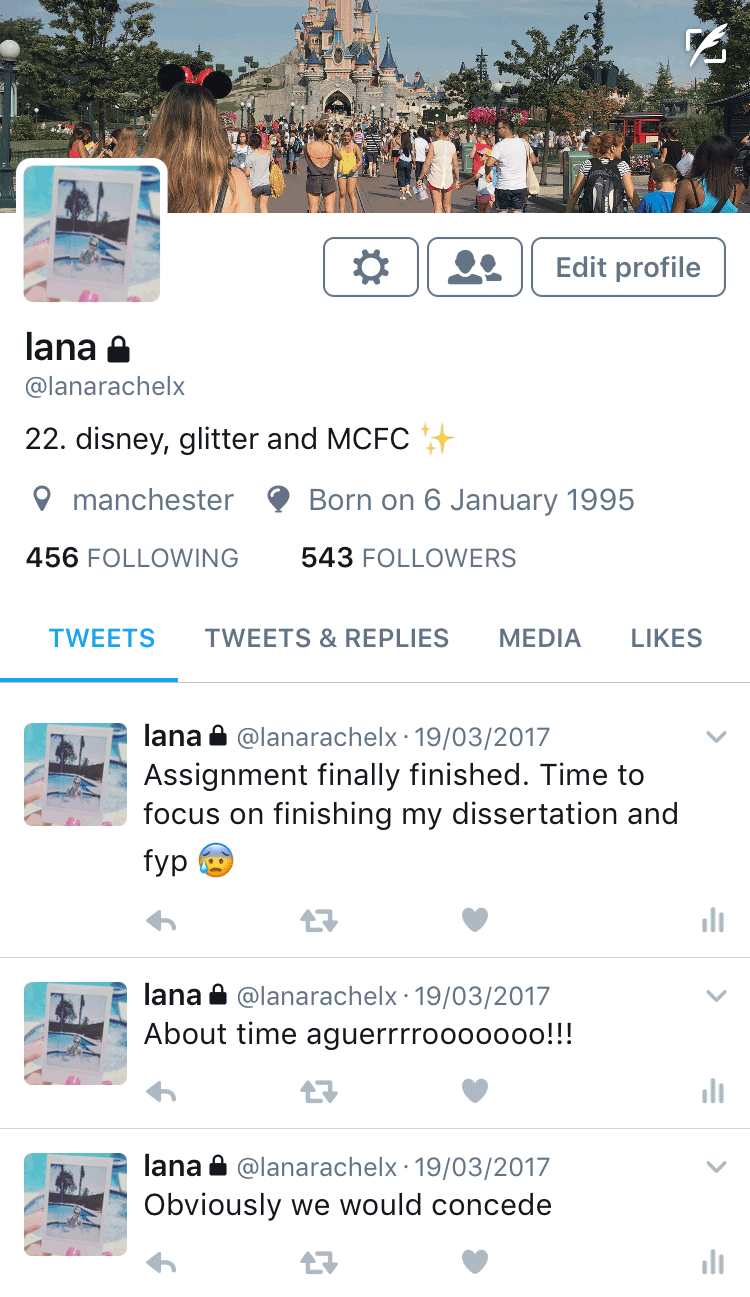 Edit profile
lana
@lanarachelx
22. disney, glitter and MCFC ✨
manchester Born on 6 January 1995
456 FOLLOWING 543 FOLLOWERS
TWEETS TWEETS & REPLIES MEDIA LIKES
lana @lanarachelx · 19/03/2017
Assignment finally finished. Time to
focus on finishing my dissertation and
fyp 😰
lana @lanarachelx · 19/03/2017
About time aguerrrrooooooo!!!
lana @lanarachelx · 19/03/2017
Obviously we would concede